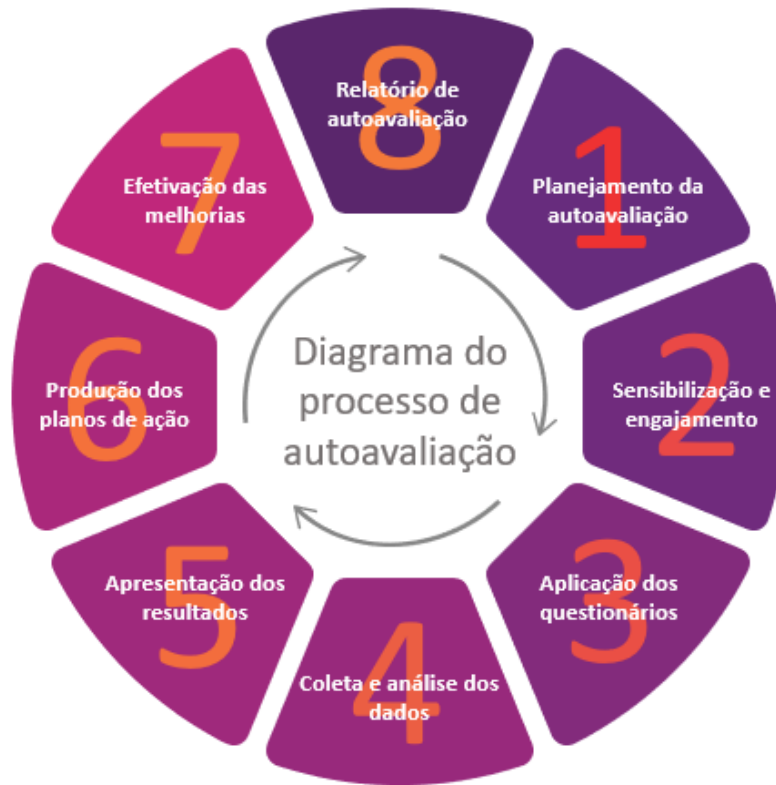 8
Relatório de
autoavaliação
1
Planejamento da
autoavaliação
2
Sensibilização e
engajamento
3
Aplicação dos
questionários
4
Coleta e análise dos
dados
5
Apresentação dos
resultados
6
Produção dos
planos de ação
7
Efetivação das
melhorias
Diagrama do
processo de
autoavaliação